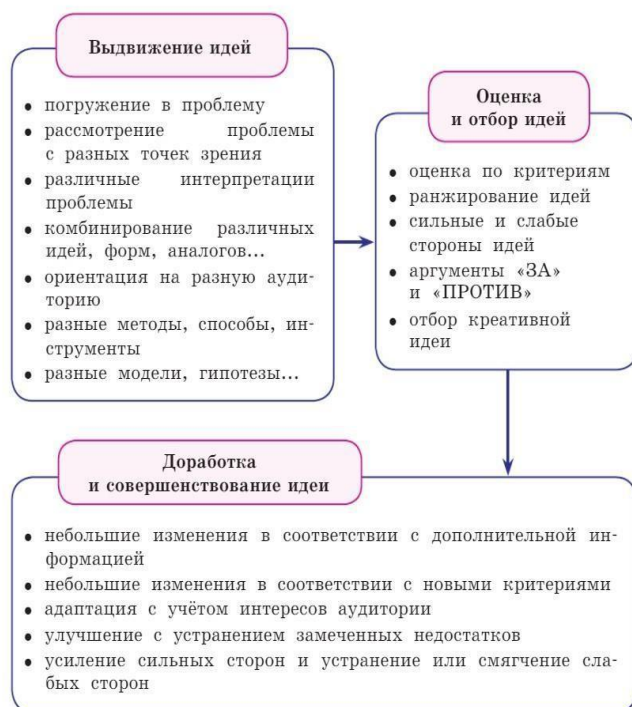 Выдвижение идей
• погружение в проблему
• рассмотрение проблемы
с разных точек зрения
• различные интерпретации
проблемы
• комбинирование различных
идей, форм, аналогов...
• ориентация на разную ауди-
торию
• разные методы, способы, ин-
струменты
• разные модели, гипотезы...
Оценка
и отбор идей
• оценка по критериям
• ранжирование идей
• сильные и слабые
стороны идей
• аргументы «ЗА»
и «ПРОТИВ»
• отбор креативной
идеи
Доработка
и совершенствование идеи
• небольшие изменения в соответствии с дополнительной ин-
формацией
• небольшие изменения в соответствии с новыми критериями
• адаптация с учётом интересов аудитории
• улучшение с устранением замеченных недостатков
• усиление сильных сторон и устранение или смягчение сла-
бых сторон